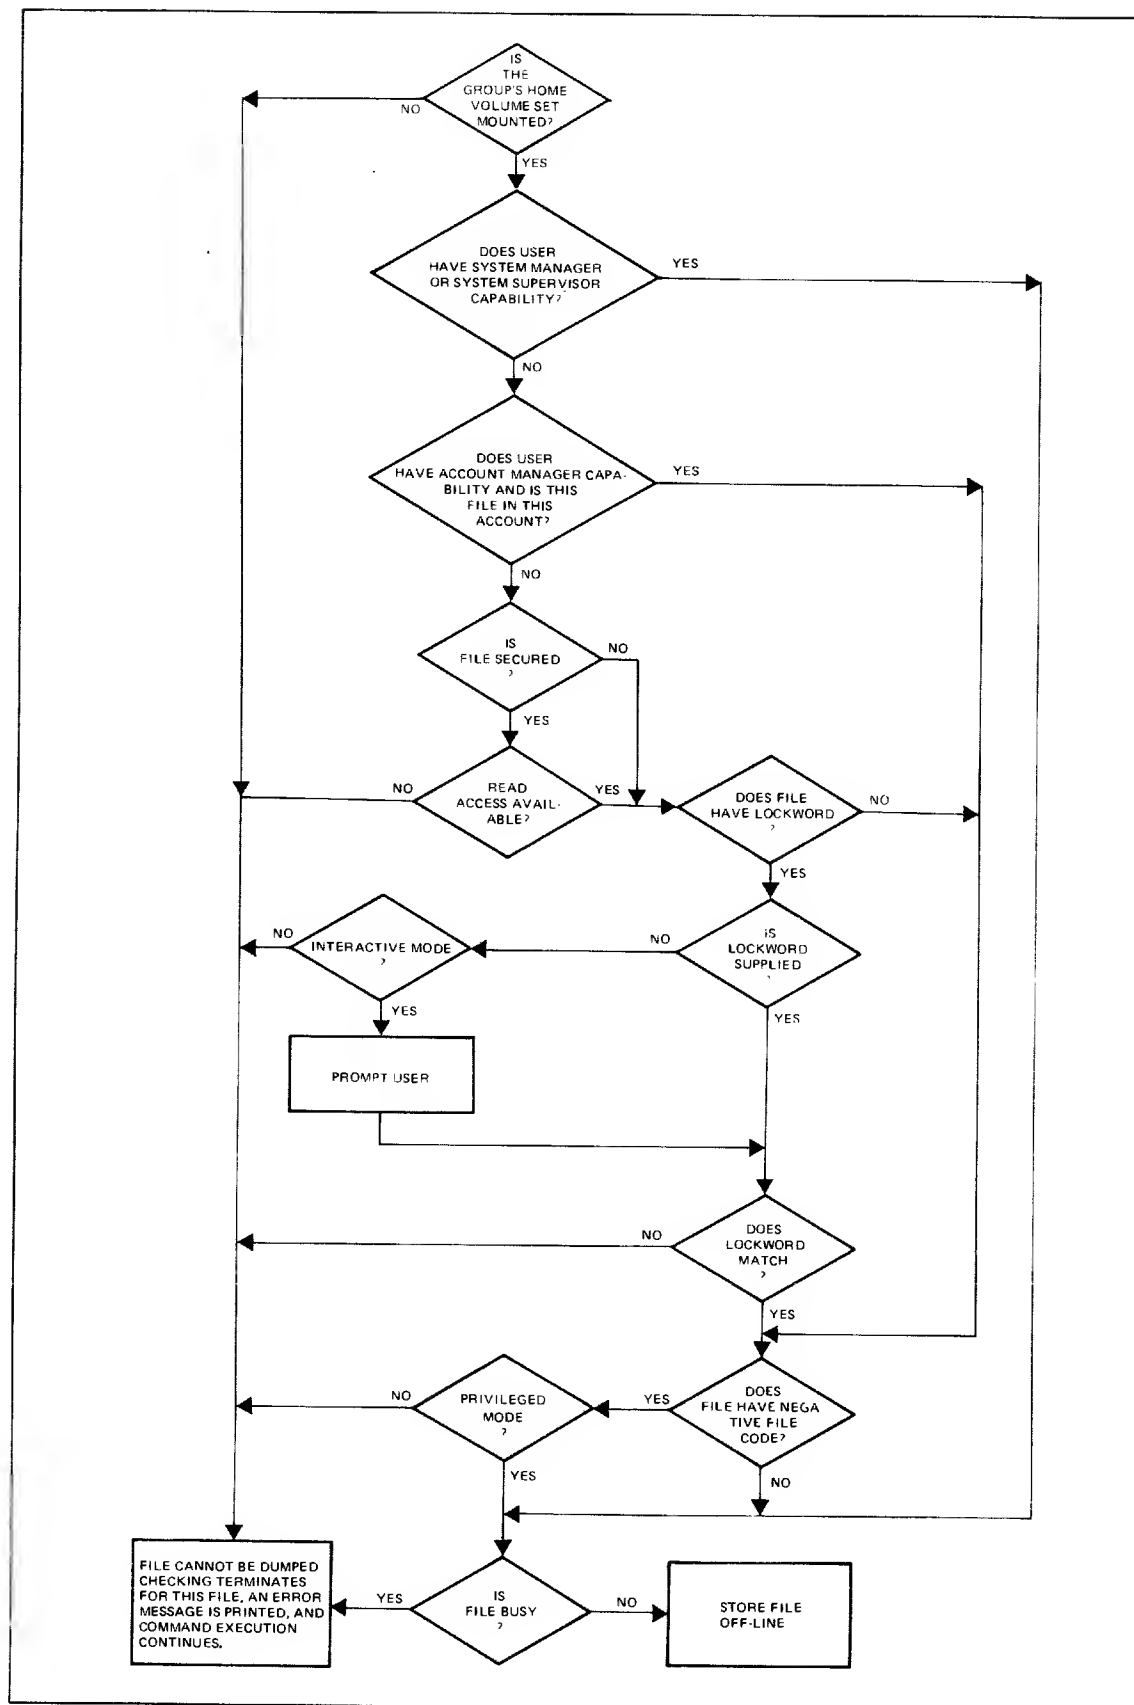 IS
THE
GROUP'S HOME
VOLUME SET
MOUNTED?
NO
YES
DOES USER
HAVE SYSTEM MANAGER
OR SYSTEM SUPERVISOR
CAPABILITY?
YES
NO
DOES USER
HAVE ACCOUNT MANAGER CAPA-
BILITY AND IS THIS
FILE IN THIS
ACCOUNT?
YES
NO
IS
FILE SECURED
?
NO
YES
NO
READ
ACCESS AVAIL-
ABLE?
YES
DOES FILE
HAVE LOCKWORD
?
NO
YES
NO
INTERACTIVE MODE
?
NO
IS
LOCKWORD
SUPPLIED
?
YES
YES
PROMPT USER
NO
DOES
LOCKWORD
MATCH
?
YES
NO
PRIVILEGED
MODE
?
YES
DOES
FILE HAVE NEGA
TIVE FILE
CODE?
YES
NO
FILE CANNOT BE DUMPED
CHECKING TERMINATES
FOR THIS FILE, AN ERROR
MESSAGE IS PRINTED, AND
COMMAND EXECUTION
CONTINUES.
YES
IS
FILE BUSY
?
NO
STORE FILE
OFF-LINE